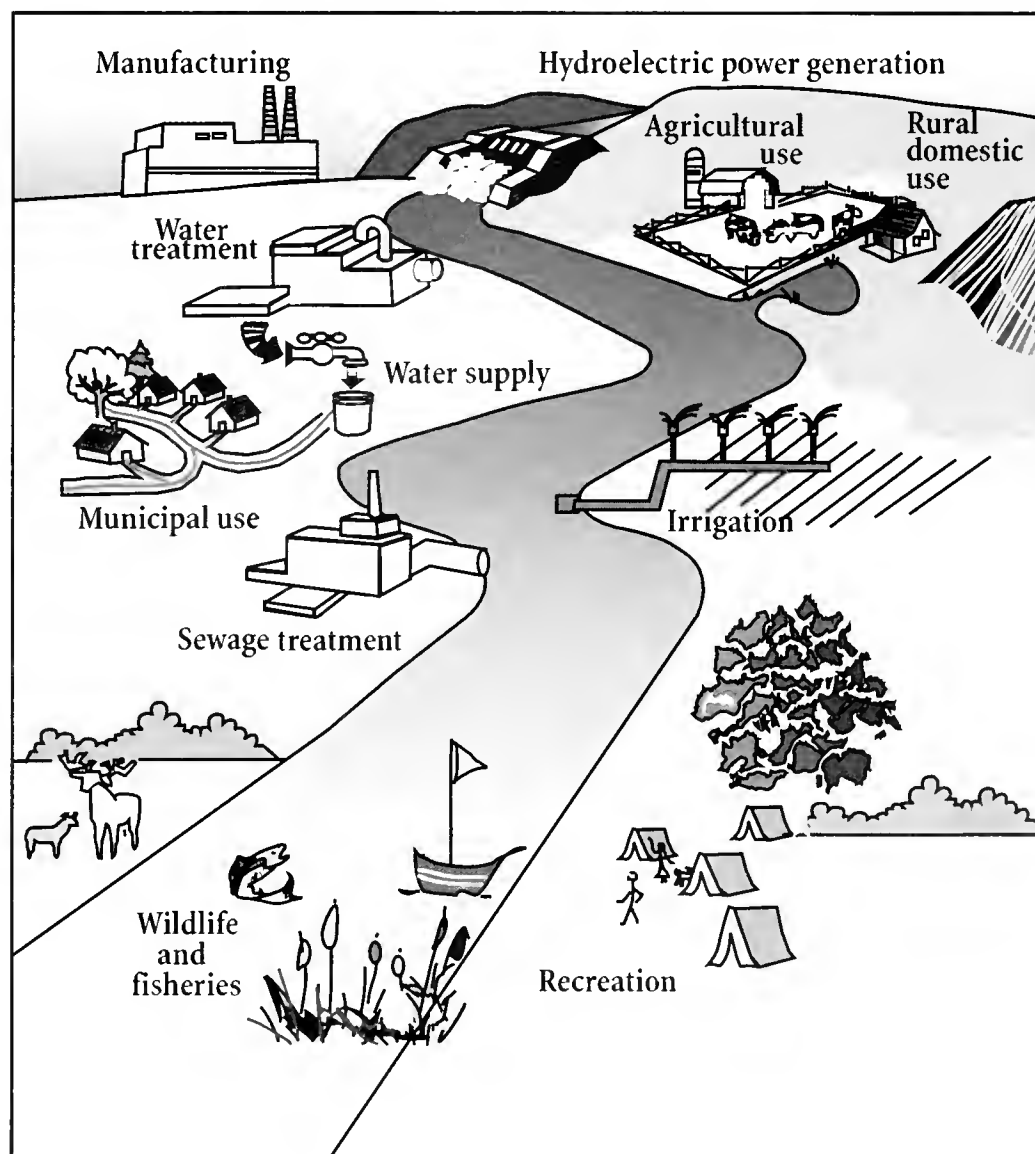 Manufacturing
Hydroelectric power generation
Agricultural
use
Rural
domestic
use
Water
treatment
Water supply
Municipal use
Irrigation
Sewage treatment
Wildlife
and
fisheries
Recreation